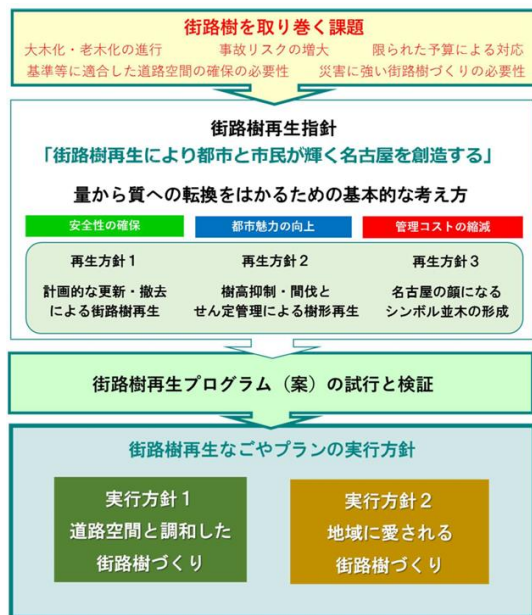 街路樹を取り巻く課題
大木化・老木化の進行 事故リスクの増大 限られた予算による対応
基準等に適合した道路空間の確保の必要性 災害に強い街路樹づくりの必要性
街路樹再生指針
「街路樹再生により都市と市民が輝く名古屋を創造する」
量から質への転換をはかるための基本的な考え方
安全性の確保 都市魅力の向上 管理コストの縮減
再生方針1 再生方針2 再生方針3
計画的な更新・撤去 樹高抑制・間伐と 名古屋の顔になる
による街路樹再生 せん定管理による樹形再生 シンボル並木の形成
街路樹再生プログラム（案）の試行と検証
街路樹再生なごやプランの実行方針
実行方針1 実行方針2
道路空間と調和した 地域に愛される
街路樹づくり 街路樹づくり